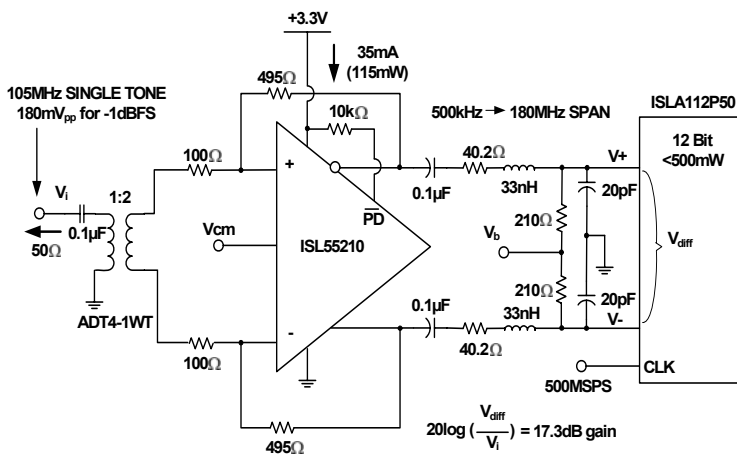 +3.3V
35mA
(115mW)
495Ω
ISLA112P50
105MHz SINGLE TONE
180mVpp for -1dBFS
10kΩ
500kHz → 180MHz SPAN
12 Bit
<500mW
100Ω
40.2Ω
V+
+
Vi
1:2
0.1µF
33nH
20pF
PD
210Ω
0.1µF
50Ω
Vcm
ISL55210
Vb
Vdiff
210Ω
0.1µF
20pF
33nH
ADT4-1WT
-
V-
100Ω
40.2Ω
CLK
500MSPS
495Ω
20log ( Vdiff / Vi ) = 17.3dB gain